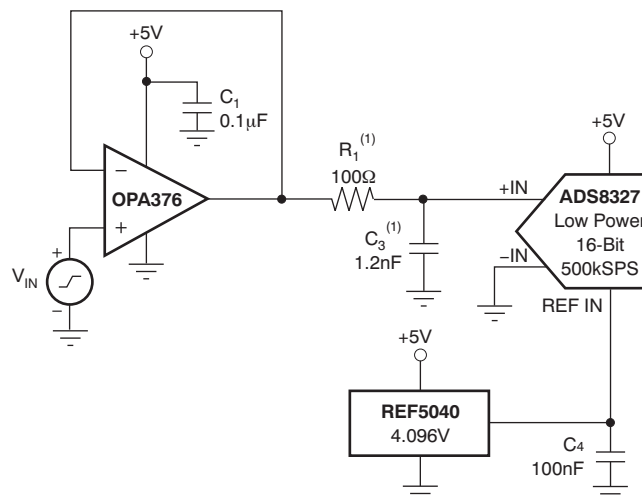 +5V
C1
0.1µF
−
OPA376
+
+
VIN
−
R1(1)
100Ω
C3(1)
1.2nF
+5V
+IN
ADS8327
Low Power
16-Bit
500kSPS
−IN
REF IN
+5V
REF5040
4.096V
C4
100nF